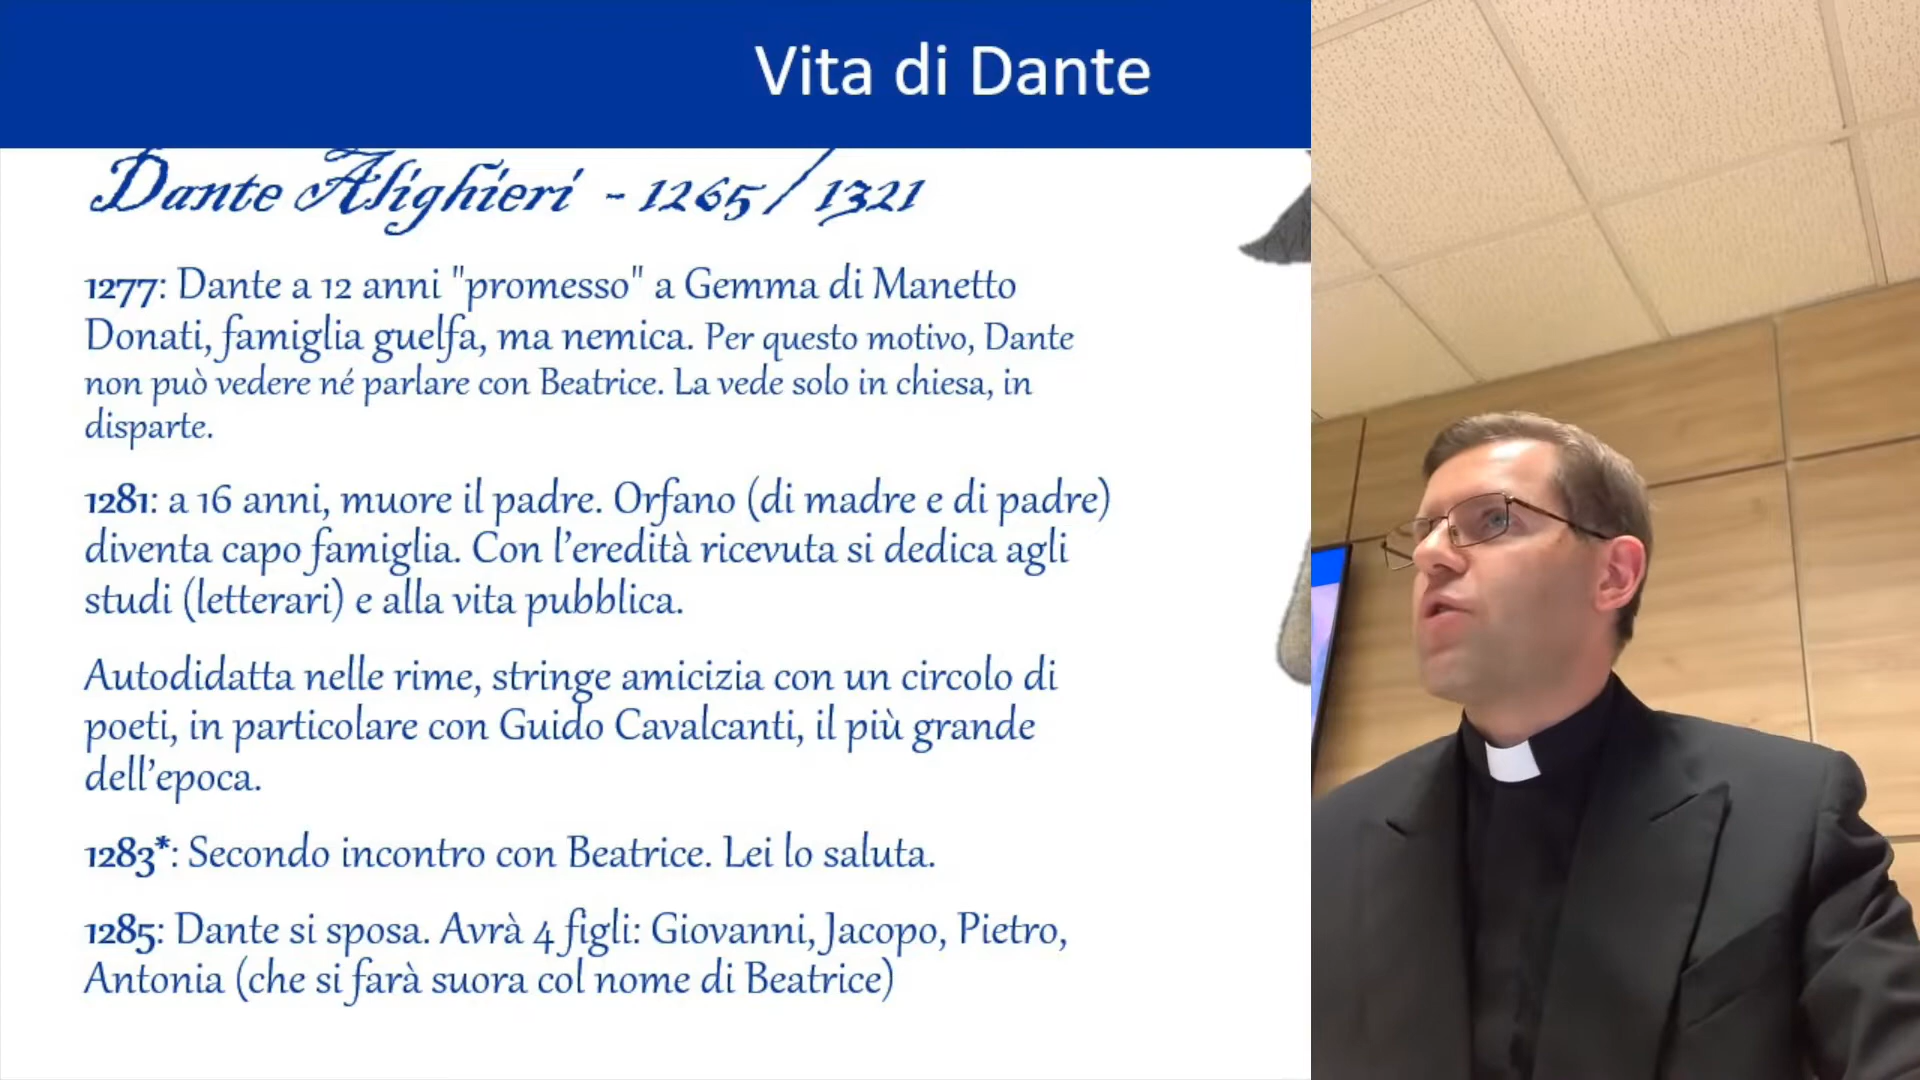 Vita di Dante
Dante Alighieri - 1265/1321
1277: Dante a 12 anni "promesso" a Gemma di Manetto
Donati, famiglia guelfa, ma nemica. Per questo motivo, Dante
non può vedere né parlare con Beatrice. La vede solo in chiesa, in
disparte.
1281: a 16 anni, muore il padre. Orfano (di madre e di padre)
diventa capo famiglia. Con l'eredità ricevuta si dedica agli
studi (letterari) e alla vita pubblica.
Autodidatta nelle rime, stringe amicizia con un circolo di
poeti, in particolare con Guido Cavalcanti, il più grande
dell'epoca.
1283*: Secondo incontro con Beatrice. Lei lo saluta.
1285: Dante si sposa. Avrà 4 figli: Giovanni, Jacopo, Pietro,
Antonia (che si farà suora col nome di Beatrice)